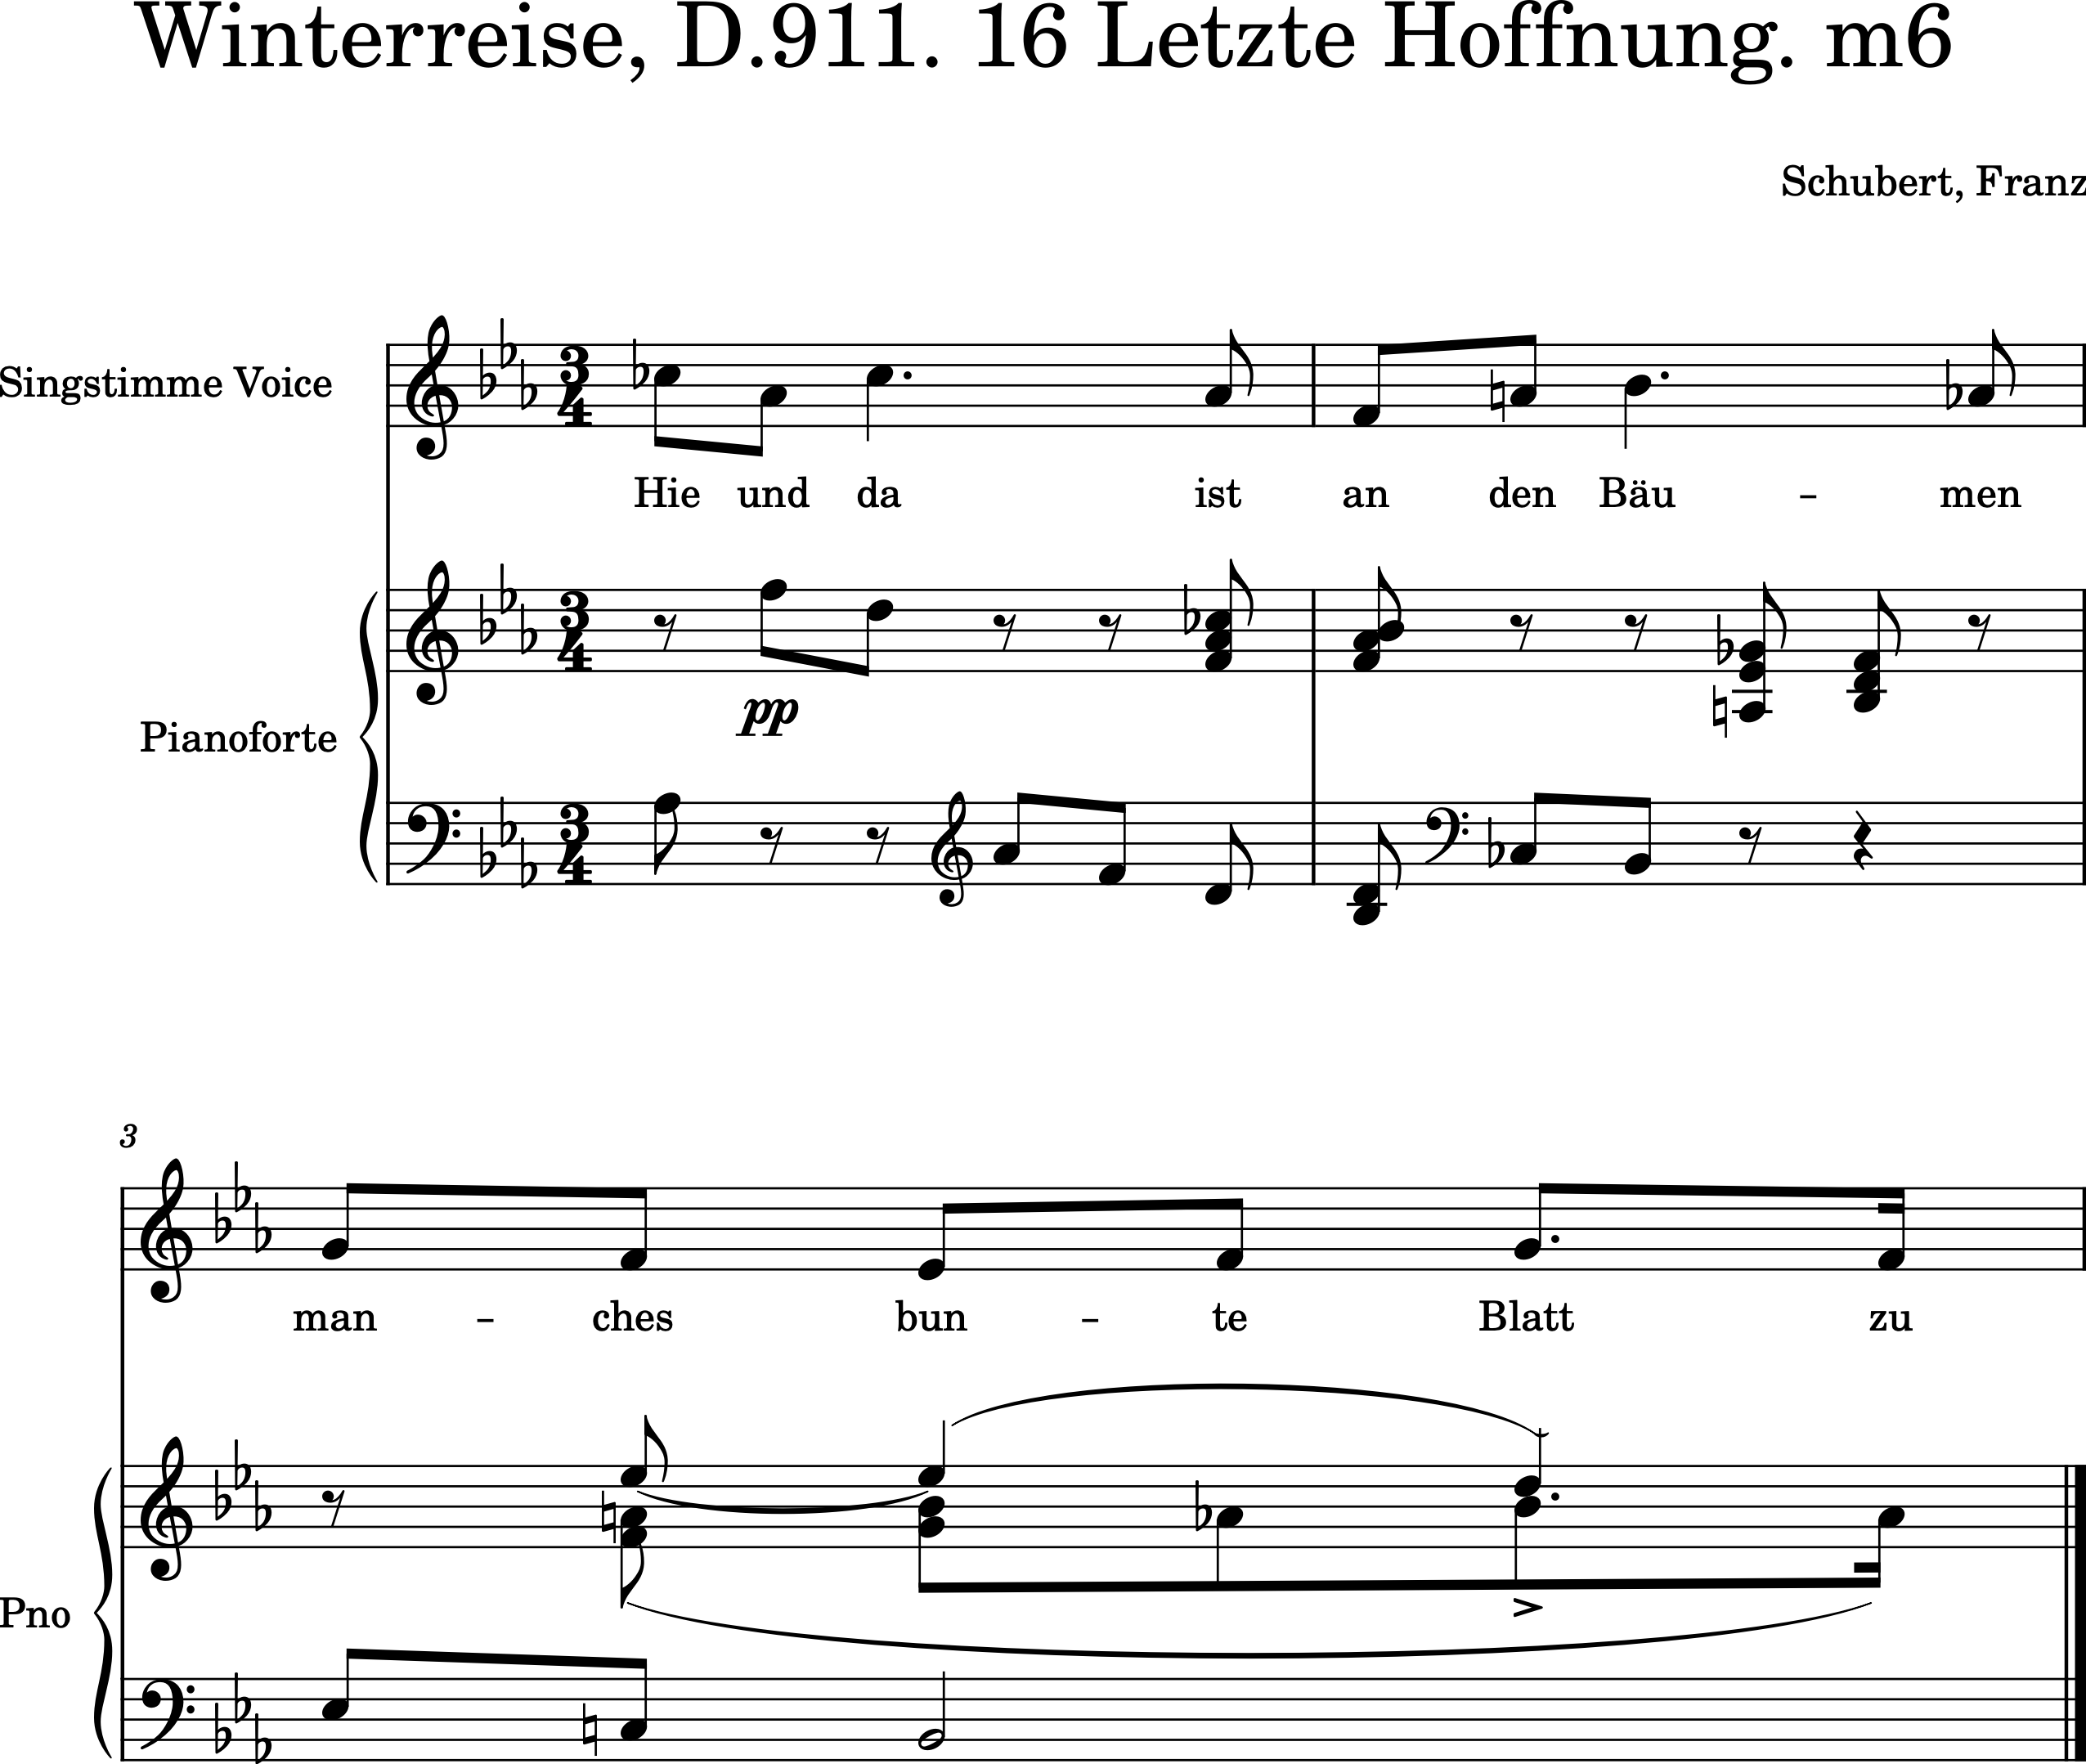 Winterreise, D.911. 16 Letzte Hoffnung. m6
Schubert, Franz
Singstimme Voice
Hie und da ist an den Bäu - men
pp
Pianoforte
3
man - ches bun - te Blatt zu
Pno